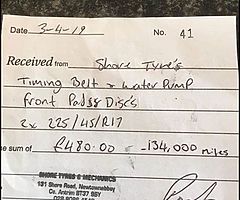 Date 3-4-19 No. 41
Received from Shore Tyre's
Timing Belt + Water Pump
Front Pads & Discs
2x 225/45/R17
the sum of £480.00 - 134,000 miles
SHORE TYRES & MECHANICS
131 Shore Road, Newtownabbey
Co. Antrim BT37 9SY